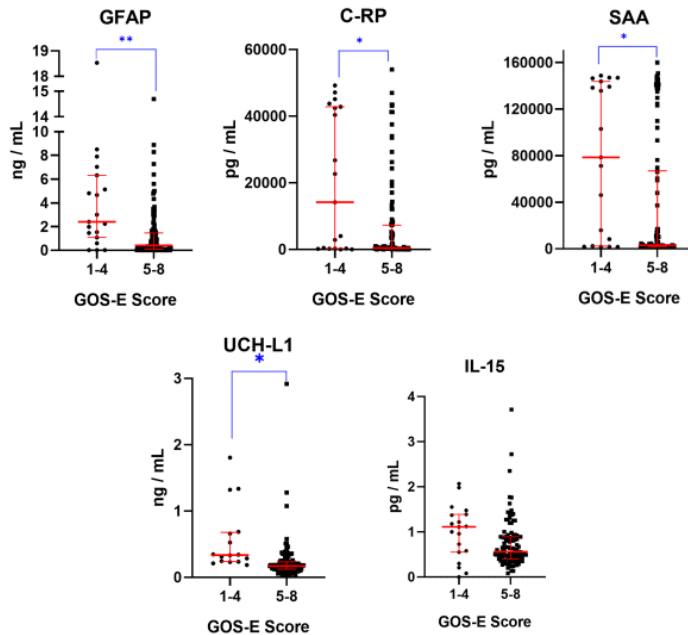 GFAP
**
19
18
15
14
10
8
6
4
2
0
ng / mL
1-4
5-8
GOS-E Score
C-RP
*
60000
40000
20000
0
pg / mL
1-4
5-8
GOS-E Score
SAA
*
160000
120000
80000
40000
0
pg / mL
1-4
5-8
GOS-E Score
UCH-L1
*
3
2
1
0
ng / mL
1-4
5-8
GOS-E Score
IL-15
4
3
2
1
0
pg / mL
1-4
5-8
GOS-E Score